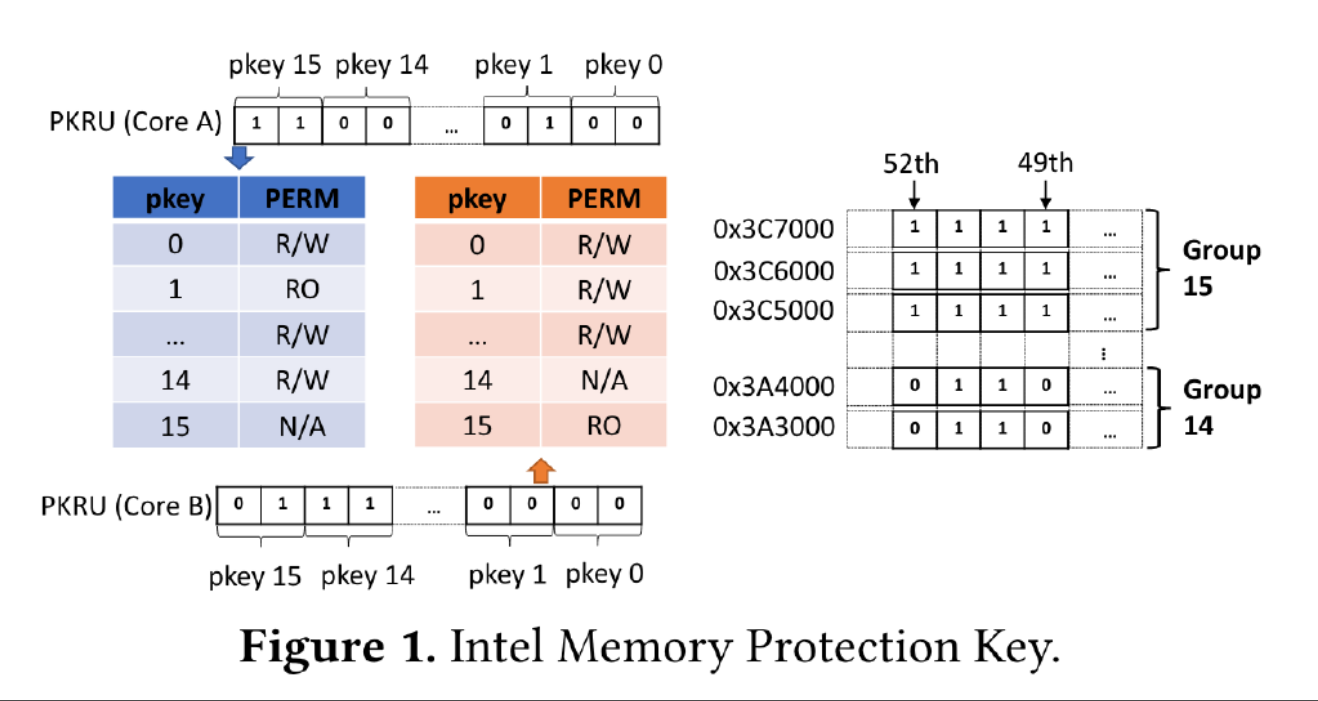 pkey 15 pkey 14 pkey 1 pkey 0
PKRU (Core A) 1 1 0 0 ... 0 1 0 0
pkey PERM
0 R/W
1 RO
... R/W
14 R/W
15 N/A
pkey PERM
0 R/W
1 R/W
... R/W
14 N/A
15 RO
PKRU (Core B) 0 1 1 1 ... 0 0 0 0
pkey 15 pkey 14 pkey 1 pkey 0
52th 49th
0x3C7000 1 1 1 1 ...
0x3C6000 1 1 1 1 ...
0x3C5000 1 1 1 1 ...
Group
15
⋮
0x3A4000 0 1 1 0 ...
0x3A3000 0 1 1 0 ...
Group
14
Figure 1. Intel Memory Protection Key.